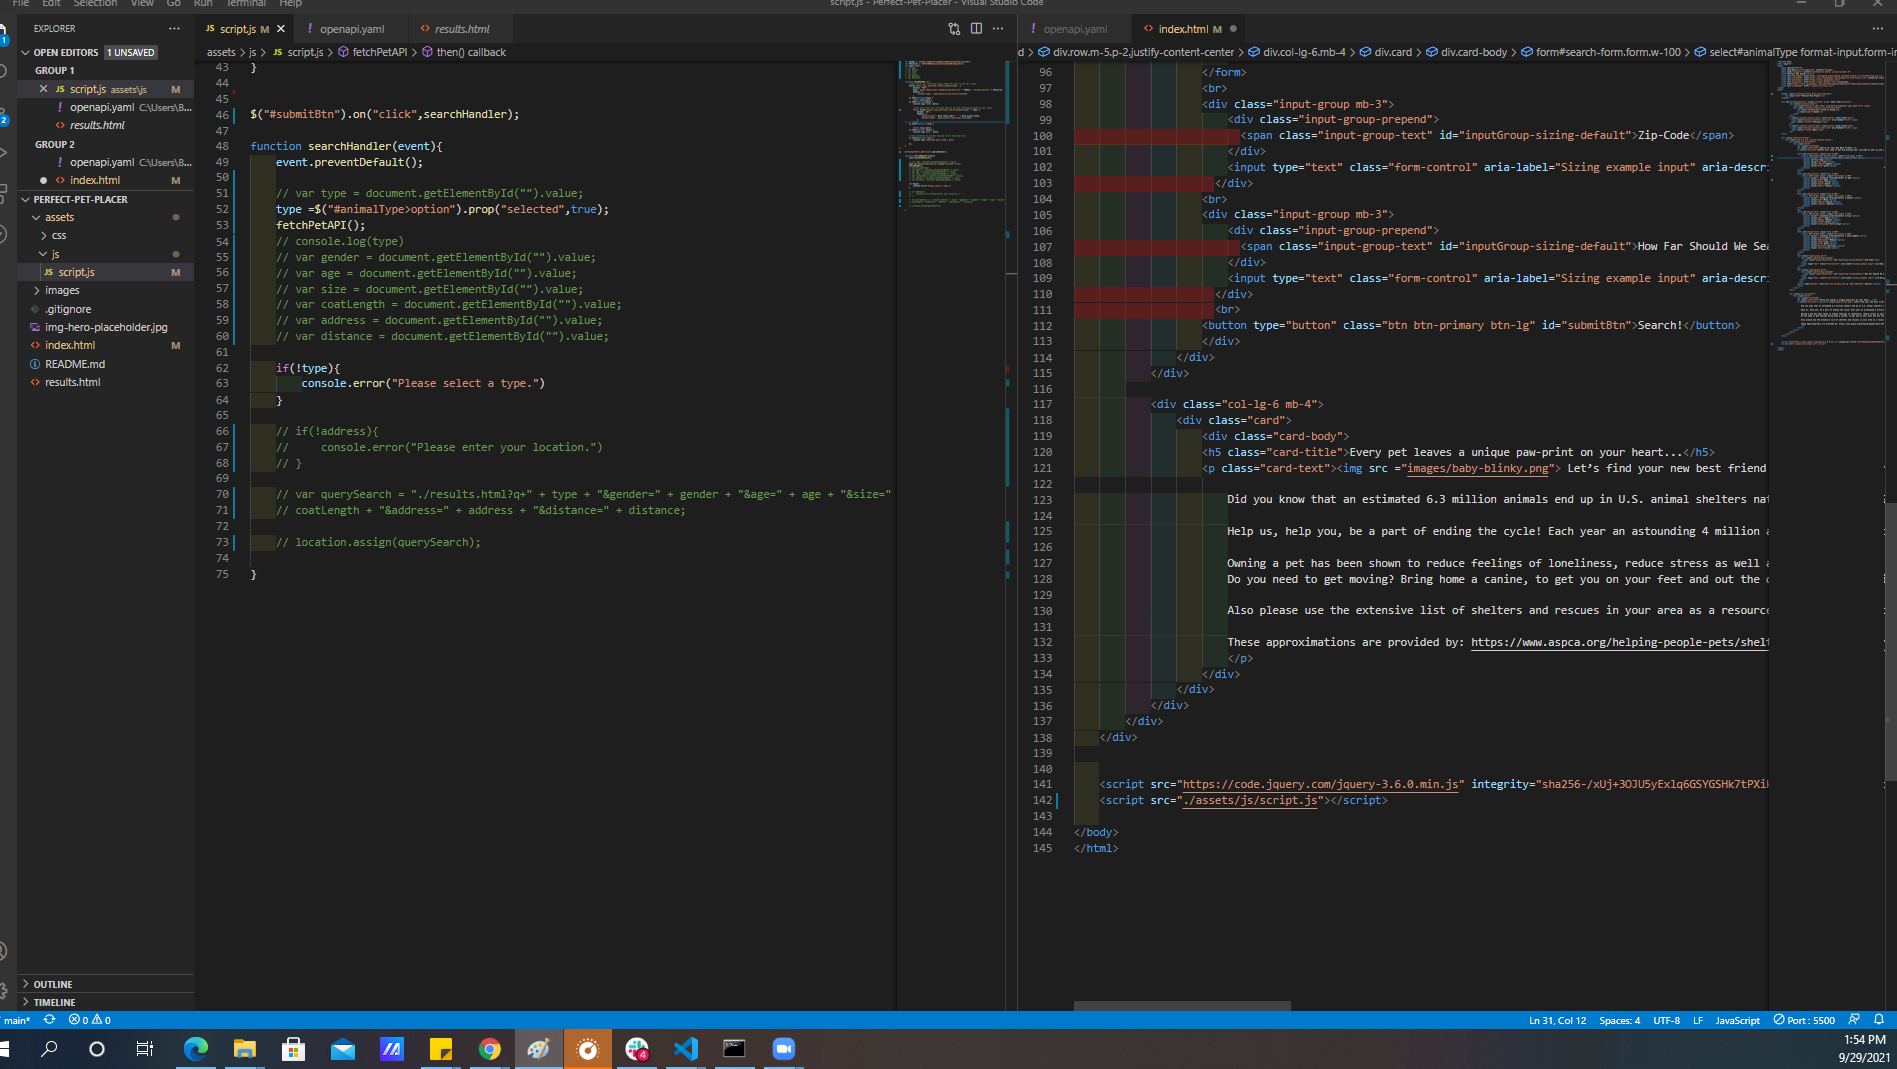 File Edit Selection View Go Run Terminal Help
script.js - Perfect-Pet-Placer - Visual Studio Code
EXPLORER
OPEN EDITORS 1 UNSAVED
GROUP 1
script.js assets\js M
openapi.yaml C:\Users\B...
results.html
GROUP 2
openapi.yaml C:\Users\B...
index.html M
PERFECT-PET-PLACER
assets
css
js
script.js M
images
.gitignore
img-hero-placeholder.jpg
index.html M
README.md
results.html
OUTLINE
TIMELINE
JS script.js M
openapi.yaml
results.html
assets > js > JS script.js > fetchPetAPI > then() callback
43 }
44
45
46 $("#submitBtn").on("click",searchHandler);
47
48 function searchHandler(event){
49 event.preventDefault();
50
51 // var type = document.getElementById("").value;
52 type =$("#animalType>option").prop("selected",true);
53 fetchPetAPI();
54 // console.log(type)
55 // var gender = document.getElementById("").value;
56 // var age = document.getElementById("").value;
57 // var size = document.getElementById("").value;
58 // var coatLength = document.getElementById("").value;
59 // var address = document.getElementById("").value;
60 // var distance = document.getElementById("").value;
61
62 if(!type){
63 console.error("Please select a type.")
64 }
65
66 // if(!address){
67 // console.error("Please enter your location.")
68 // }
69
70 // var querySearch = "./results.html?q+" + type + "&gender=" + gender + "&age=" + age + "&size="
71 // coatLength + "&address=" + address + "&distance=" + distance;
72
73 // location.assign(querySearch);
74
75 }
openapi.yaml
index.html M
d > div.row.m-5.p-2.justify-content-center > div.col-lg-6.mb-4 > div.card > div.card-body > form#search-form.form.w-100 > select#animalType format-input.form-i
96 </form>
97 <br>
98 <div class="input-group mb-3">
99 <div class="input-group-prepend">
100 <span class="input-group-text" id="inputGroup-sizing-default">Zip-Code</span>
101 </div>
102 <input type="text" class="form-control" aria-label="Sizing example input" aria-descri
103 </div>
104 <br>
105 <div class="input-group mb-3">
106 <div class="input-group-prepend">
107 <span class="input-group-text" id="inputGroup-sizing-default">How Far Should We Sea
108 </div>
109 <input type="text" class="form-control" aria-label="Sizing example input" aria-descri
110 </div>
111 <br>
112 <button type="button" class="btn btn-primary btn-lg" id="submitBtn">Search!</button>
113 </div>
114 </div>
115 </div>
116
117 <div class="col-lg-6 mb-4">
118 <div class="card">
119 <div class="card-body">
120 <h5 class="card-title">Every pet leaves a unique paw-print on your heart...</h5>
121 <p class="card-text"><img src ="images/baby-blinky.png"> Let’s find your new best friend
122
123 Did you know that an estimated 6.3 million animals end up in U.S. animal shelters nat
124
125 Help us, help you, be a part of ending the cycle! Each year an astounding 4 million a
126
127 Owning a pet has been shown to reduce feelings of loneliness, reduce stress as well a
128 Do you need to get moving? Bring home a canine, to get you on your feet and out the d
129
130 Also please use the extensive list of shelters and rescues in your area as a resource
131
132 These approximations are provided by: https://www.aspca.org/helping-people-pets/shelt
133 </p>
134 </div>
135 </div>
136 </div>
137 </div>
138 </div>
139
140
141 <script src="https://code.jquery.com/jquery-3.6.0.min.js" integrity="sha256-/xUj+3OJU5yExlq6GSYGSHk7tPXi
142 <script src="./assets/js/script.js"></script>
143
144 </body>
145 </html>
main* 0 0
Ln 31, Col 12 Spaces: 4 UTF-8 LF JavaScript Port : 5500
4
1:54 PM
9/29/2021